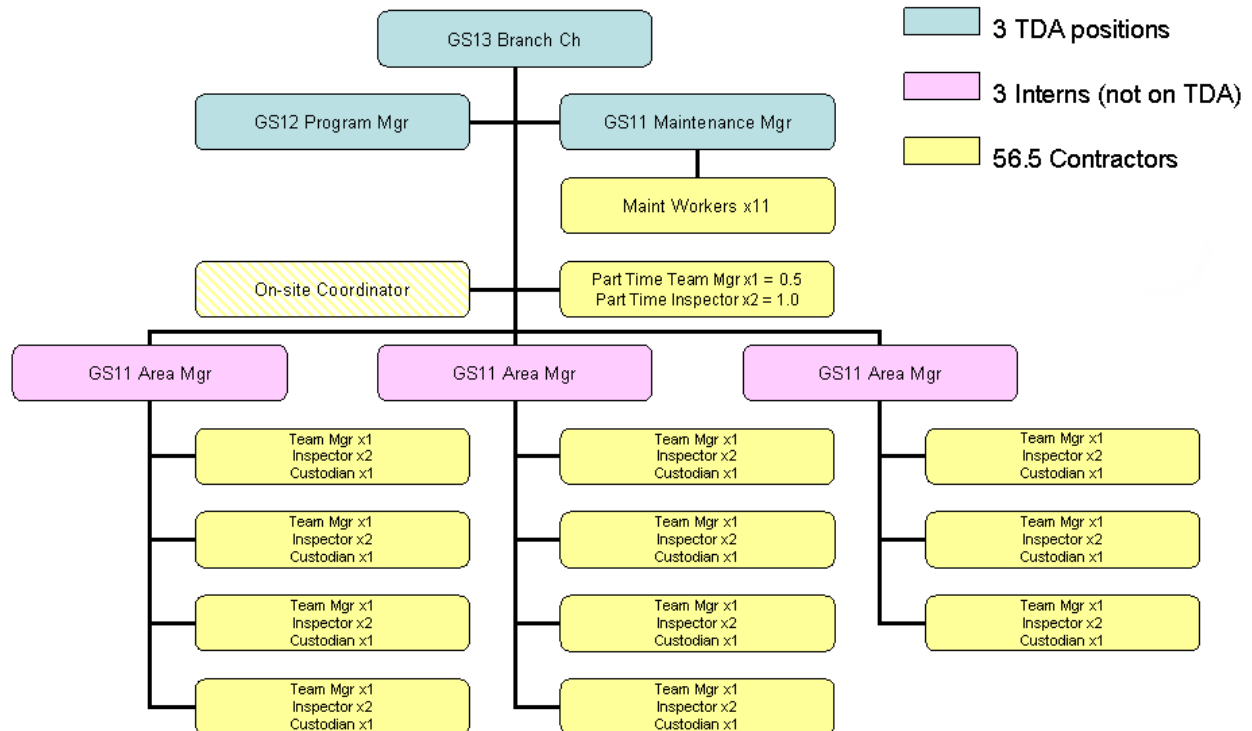 GS13 Branch Ch
3 TDA positions
3 Interns (not on TDA)
56.5 Contractors
GS12 Program Mgr
GS11 Maintenance Mgr
Maint Workers x11
On-site Coordinator
Part Time Team Mgr x1 = 0.5
Part Time Inspector x2 = 1.0
GS11 Area Mgr
GS11 Area Mgr
GS11 Area Mgr
Team Mgr x1
Inspector x2
Custodian x1
Team Mgr x1
Inspector x2
Custodian x1
Team Mgr x1
Inspector x2
Custodian x1
Team Mgr x1
Inspector x2
Custodian x1
Team Mgr x1
Inspector x2
Custodian x1
Team Mgr x1
Inspector x2
Custodian x1
Team Mgr x1
Inspector x2
Custodian x1
Team Mgr x1
Inspector x2
Custodian x1
Team Mgr x1
Inspector x2
Custodian x1
Team Mgr x1
Inspector x2
Custodian x1
Team Mgr x1
Inspector x2
Custodian x1